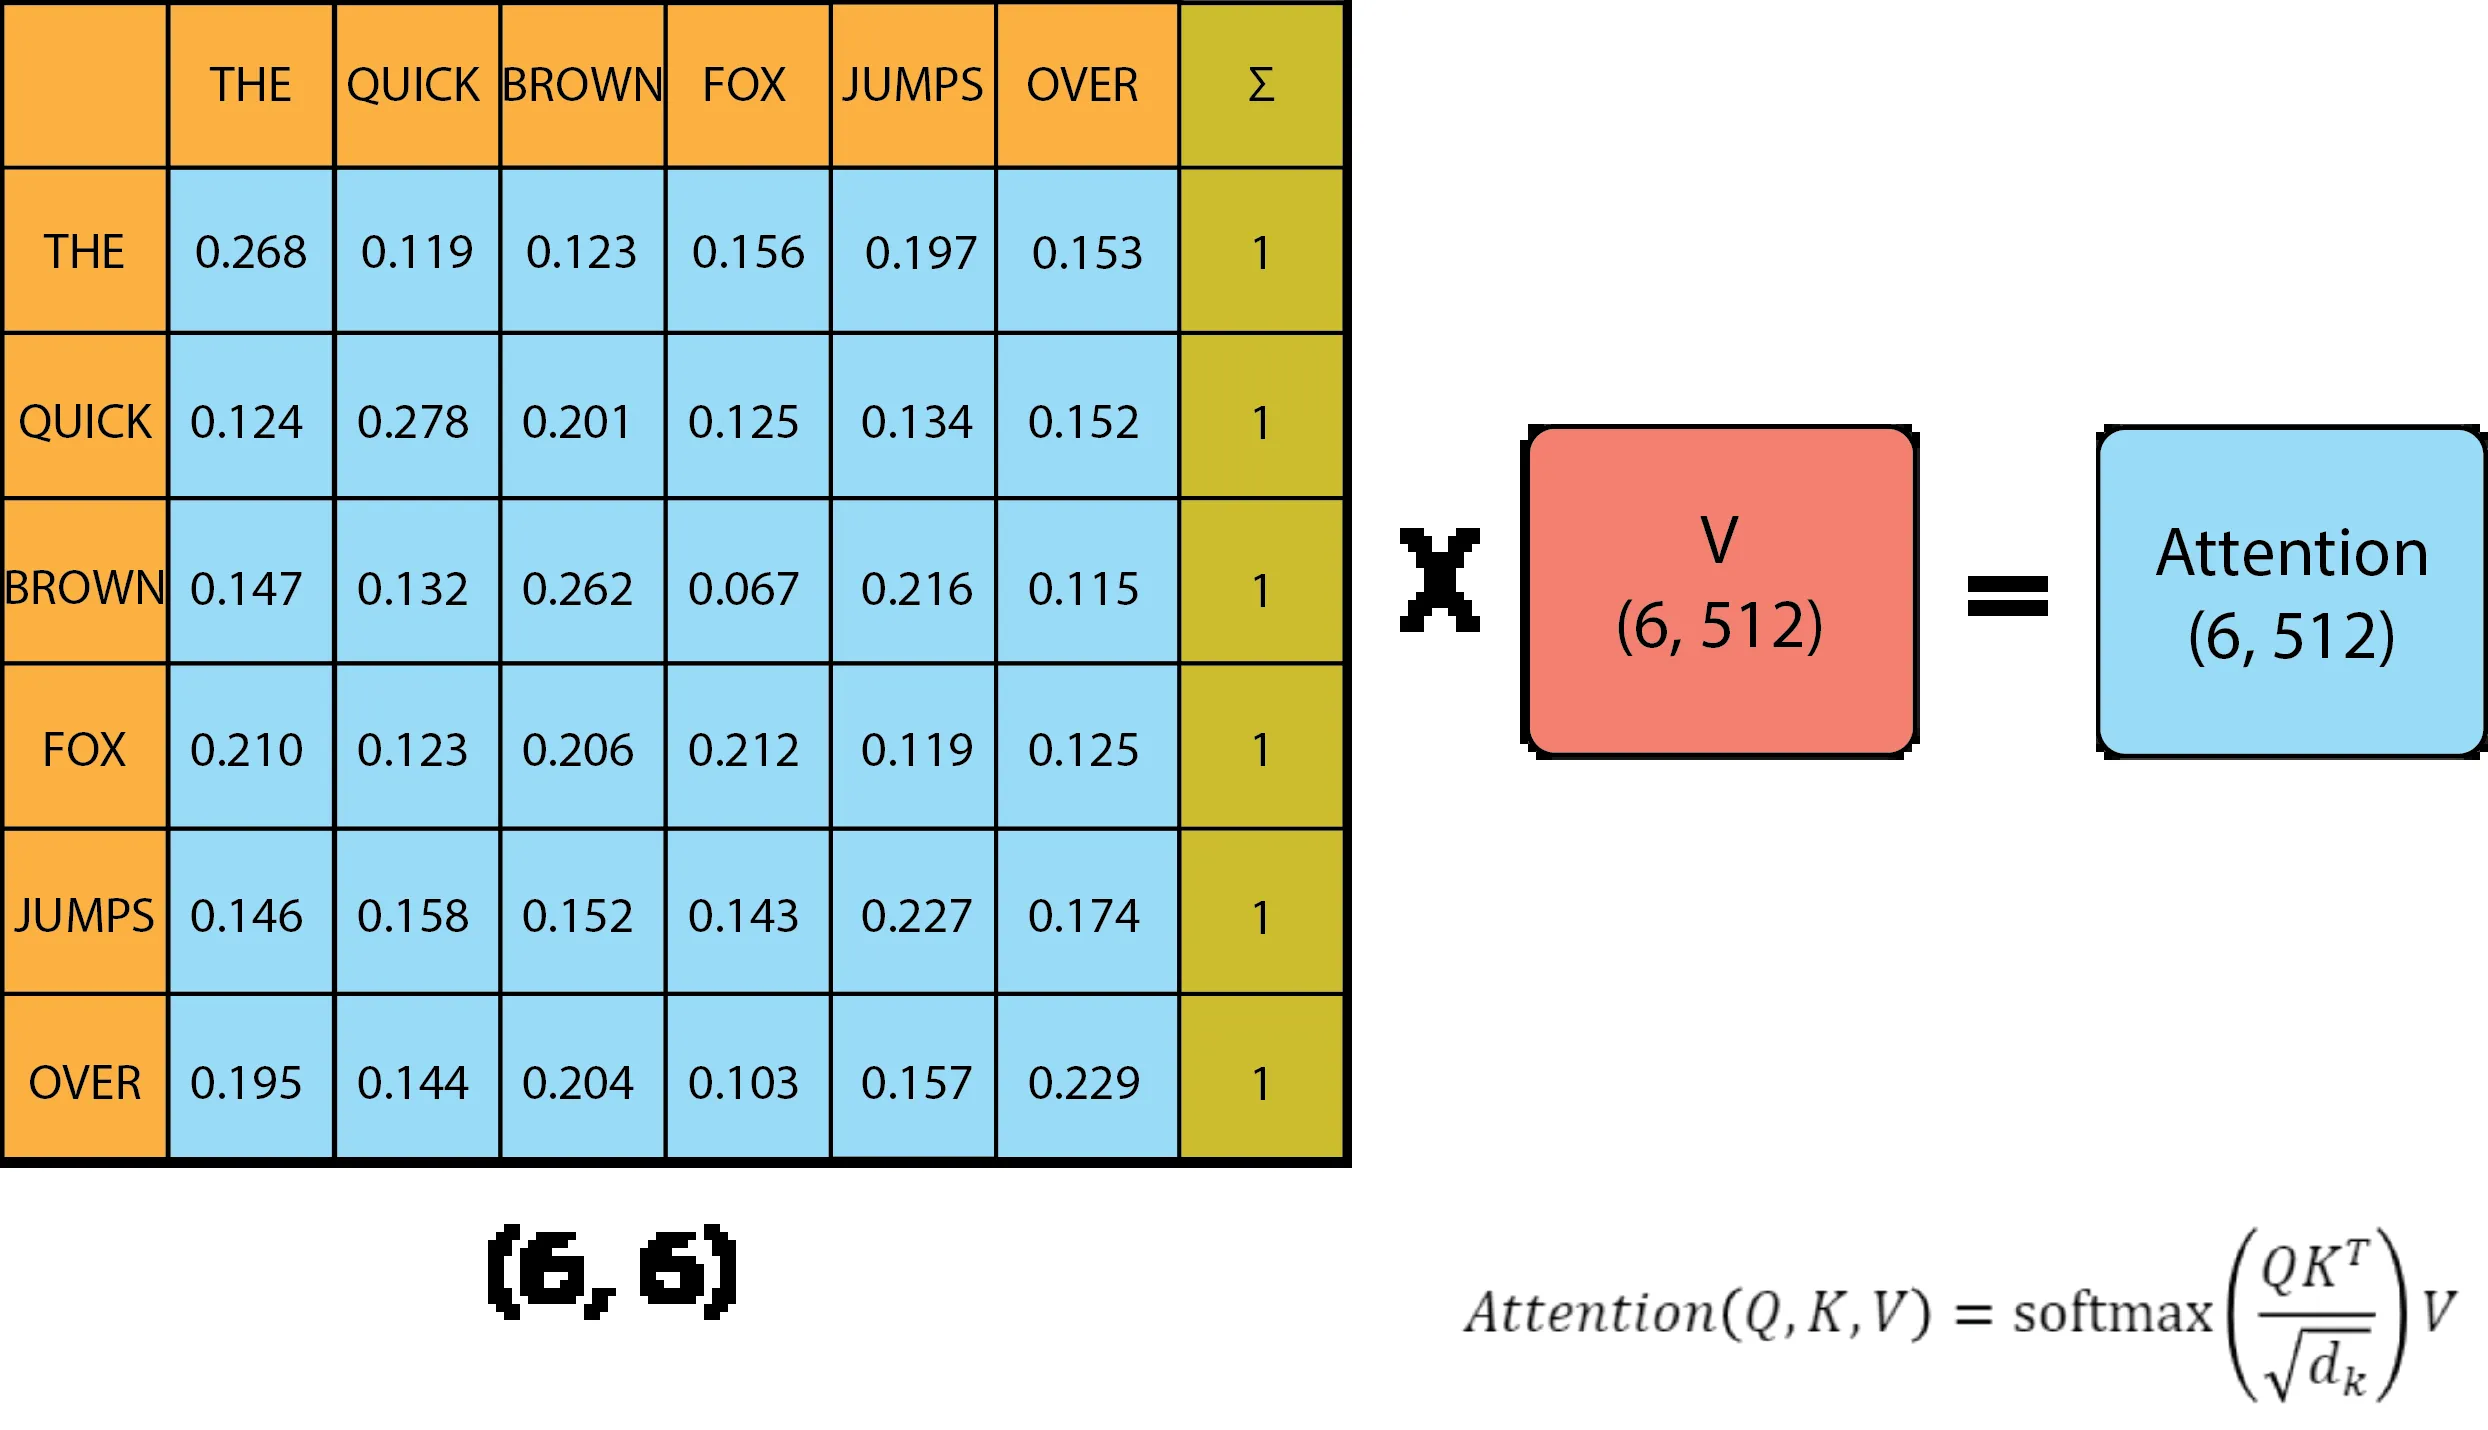 THE QUICK BROWN FOX JUMPS OVER Σ
THE 0.268 0.119 0.123 0.156 0.197 0.153 1
QUICK 0.124 0.278 0.201 0.125 0.134 0.152 1
BROWN 0.147 0.132 0.262 0.067 0.216 0.115 1
FOX 0.210 0.123 0.206 0.212 0.119 0.125 1
JUMPS 0.146 0.158 0.152 0.143 0.227 0.174 1
OVER 0.195 0.144 0.204 0.103 0.157 0.229 1
(6, 6)
X
V
(6, 512)
=
Attention
(6, 512)
Attention(Q, K, V) = softmax(QK^T / √d_k)V